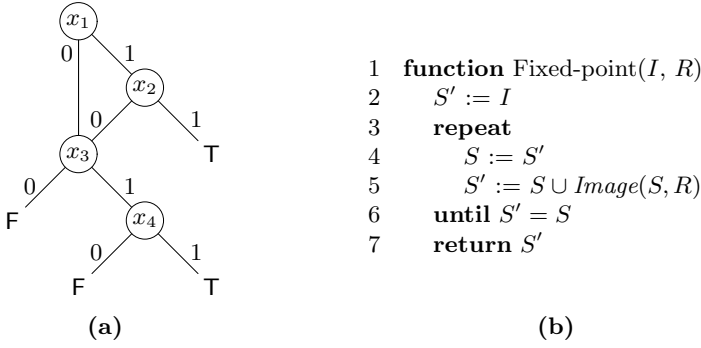 x₁
0 1
x₂
0 1
x₃ T
0 1
F x₄
0 1
F T
(a)
1 function Fixed-point(I, R)
2 S′ := I
3 repeat
4 S := S′
5 S′ := S ∪ Image(S, R)
6 until S′ = S
7 return S′
(b)